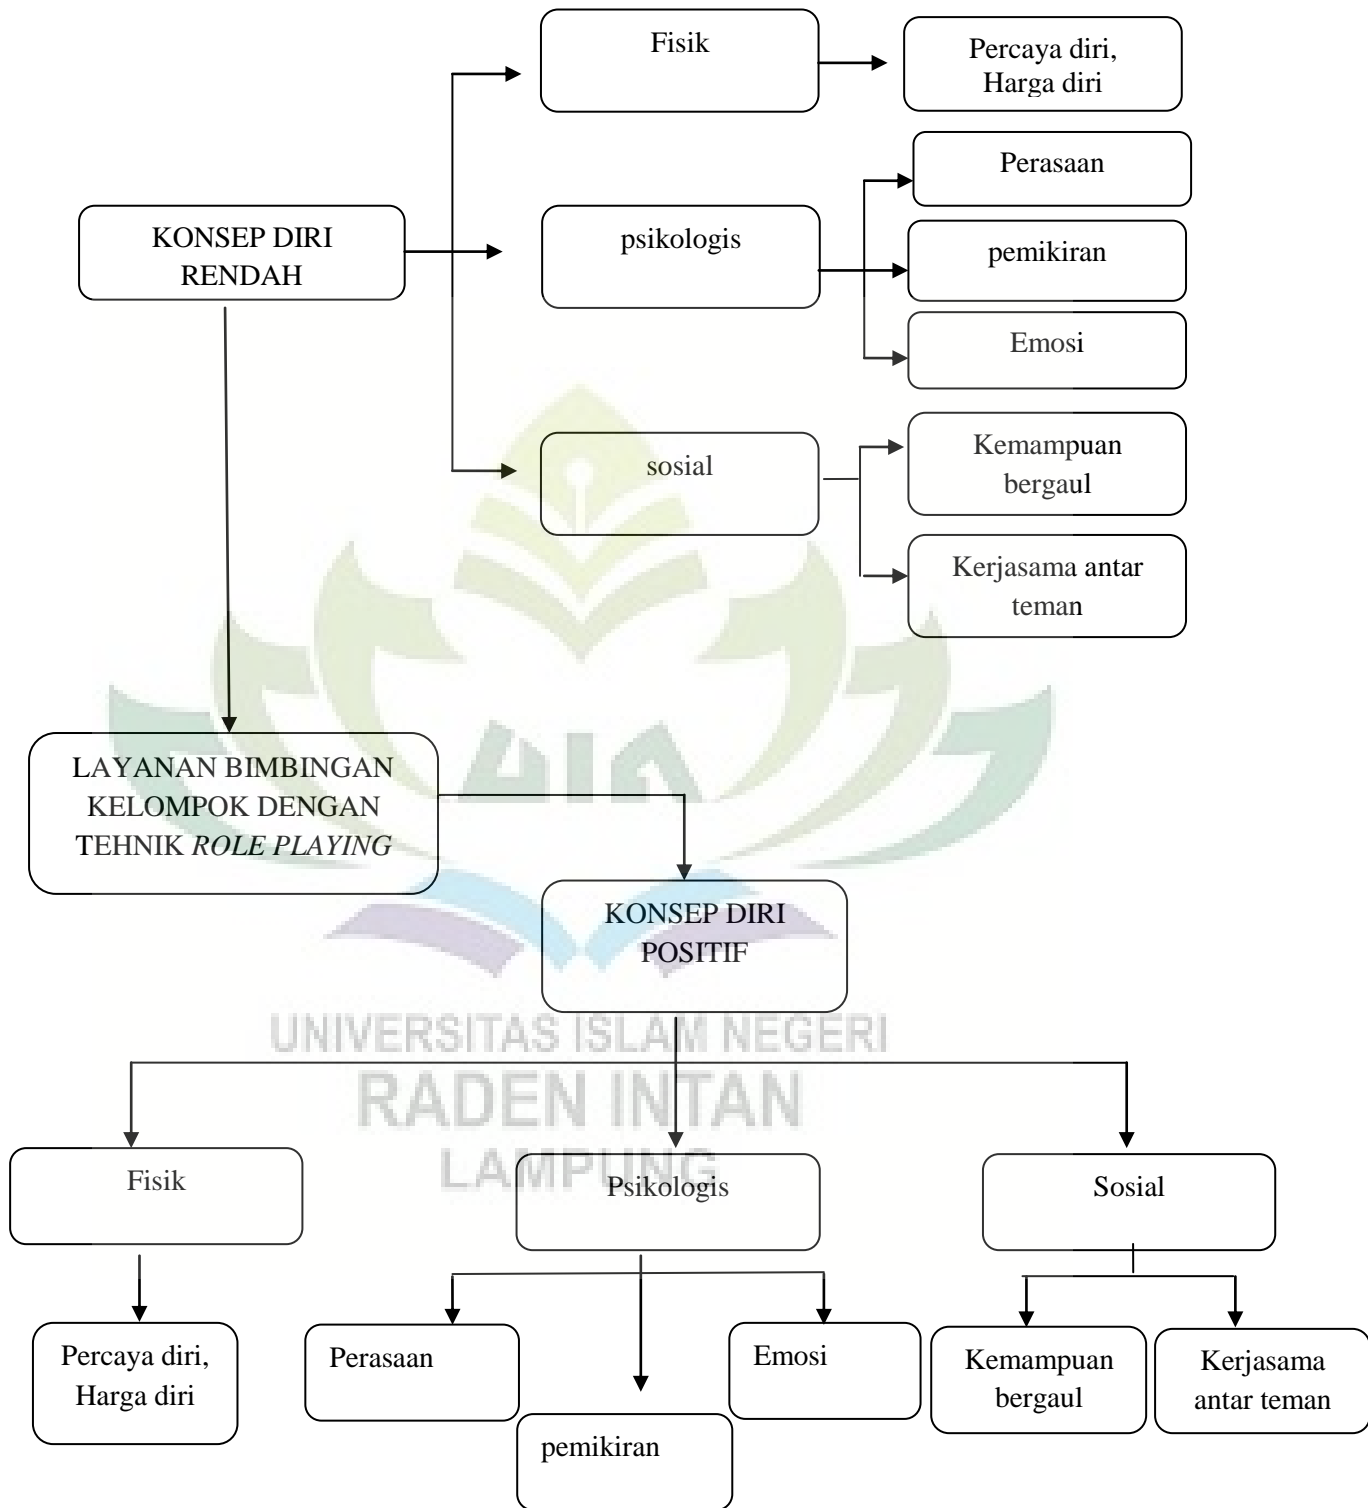 Fisik
Percaya diri,
Harga diri
Perasaan
KONSEP DIRI
RENDAH
psikologis
pemikiran
Emosi
sosial
Kemampuan
bergaul
Kerjasama antar
teman
LAYANAN BIMBINGAN
KELOMPOK DENGAN
TEHNIK ROLE PLAYING
UIN
KONSEP DIRI
POSITIF
UNIVERSITAS ISLAM NEGERI
RADEN INTAN
LAMPUNG
Fisik
Psikologis
Sosial
Percaya diri,
Harga diri
Perasaan
pemikiran
Emosi
Kemampuan
bergaul
Kerjasama
antar teman